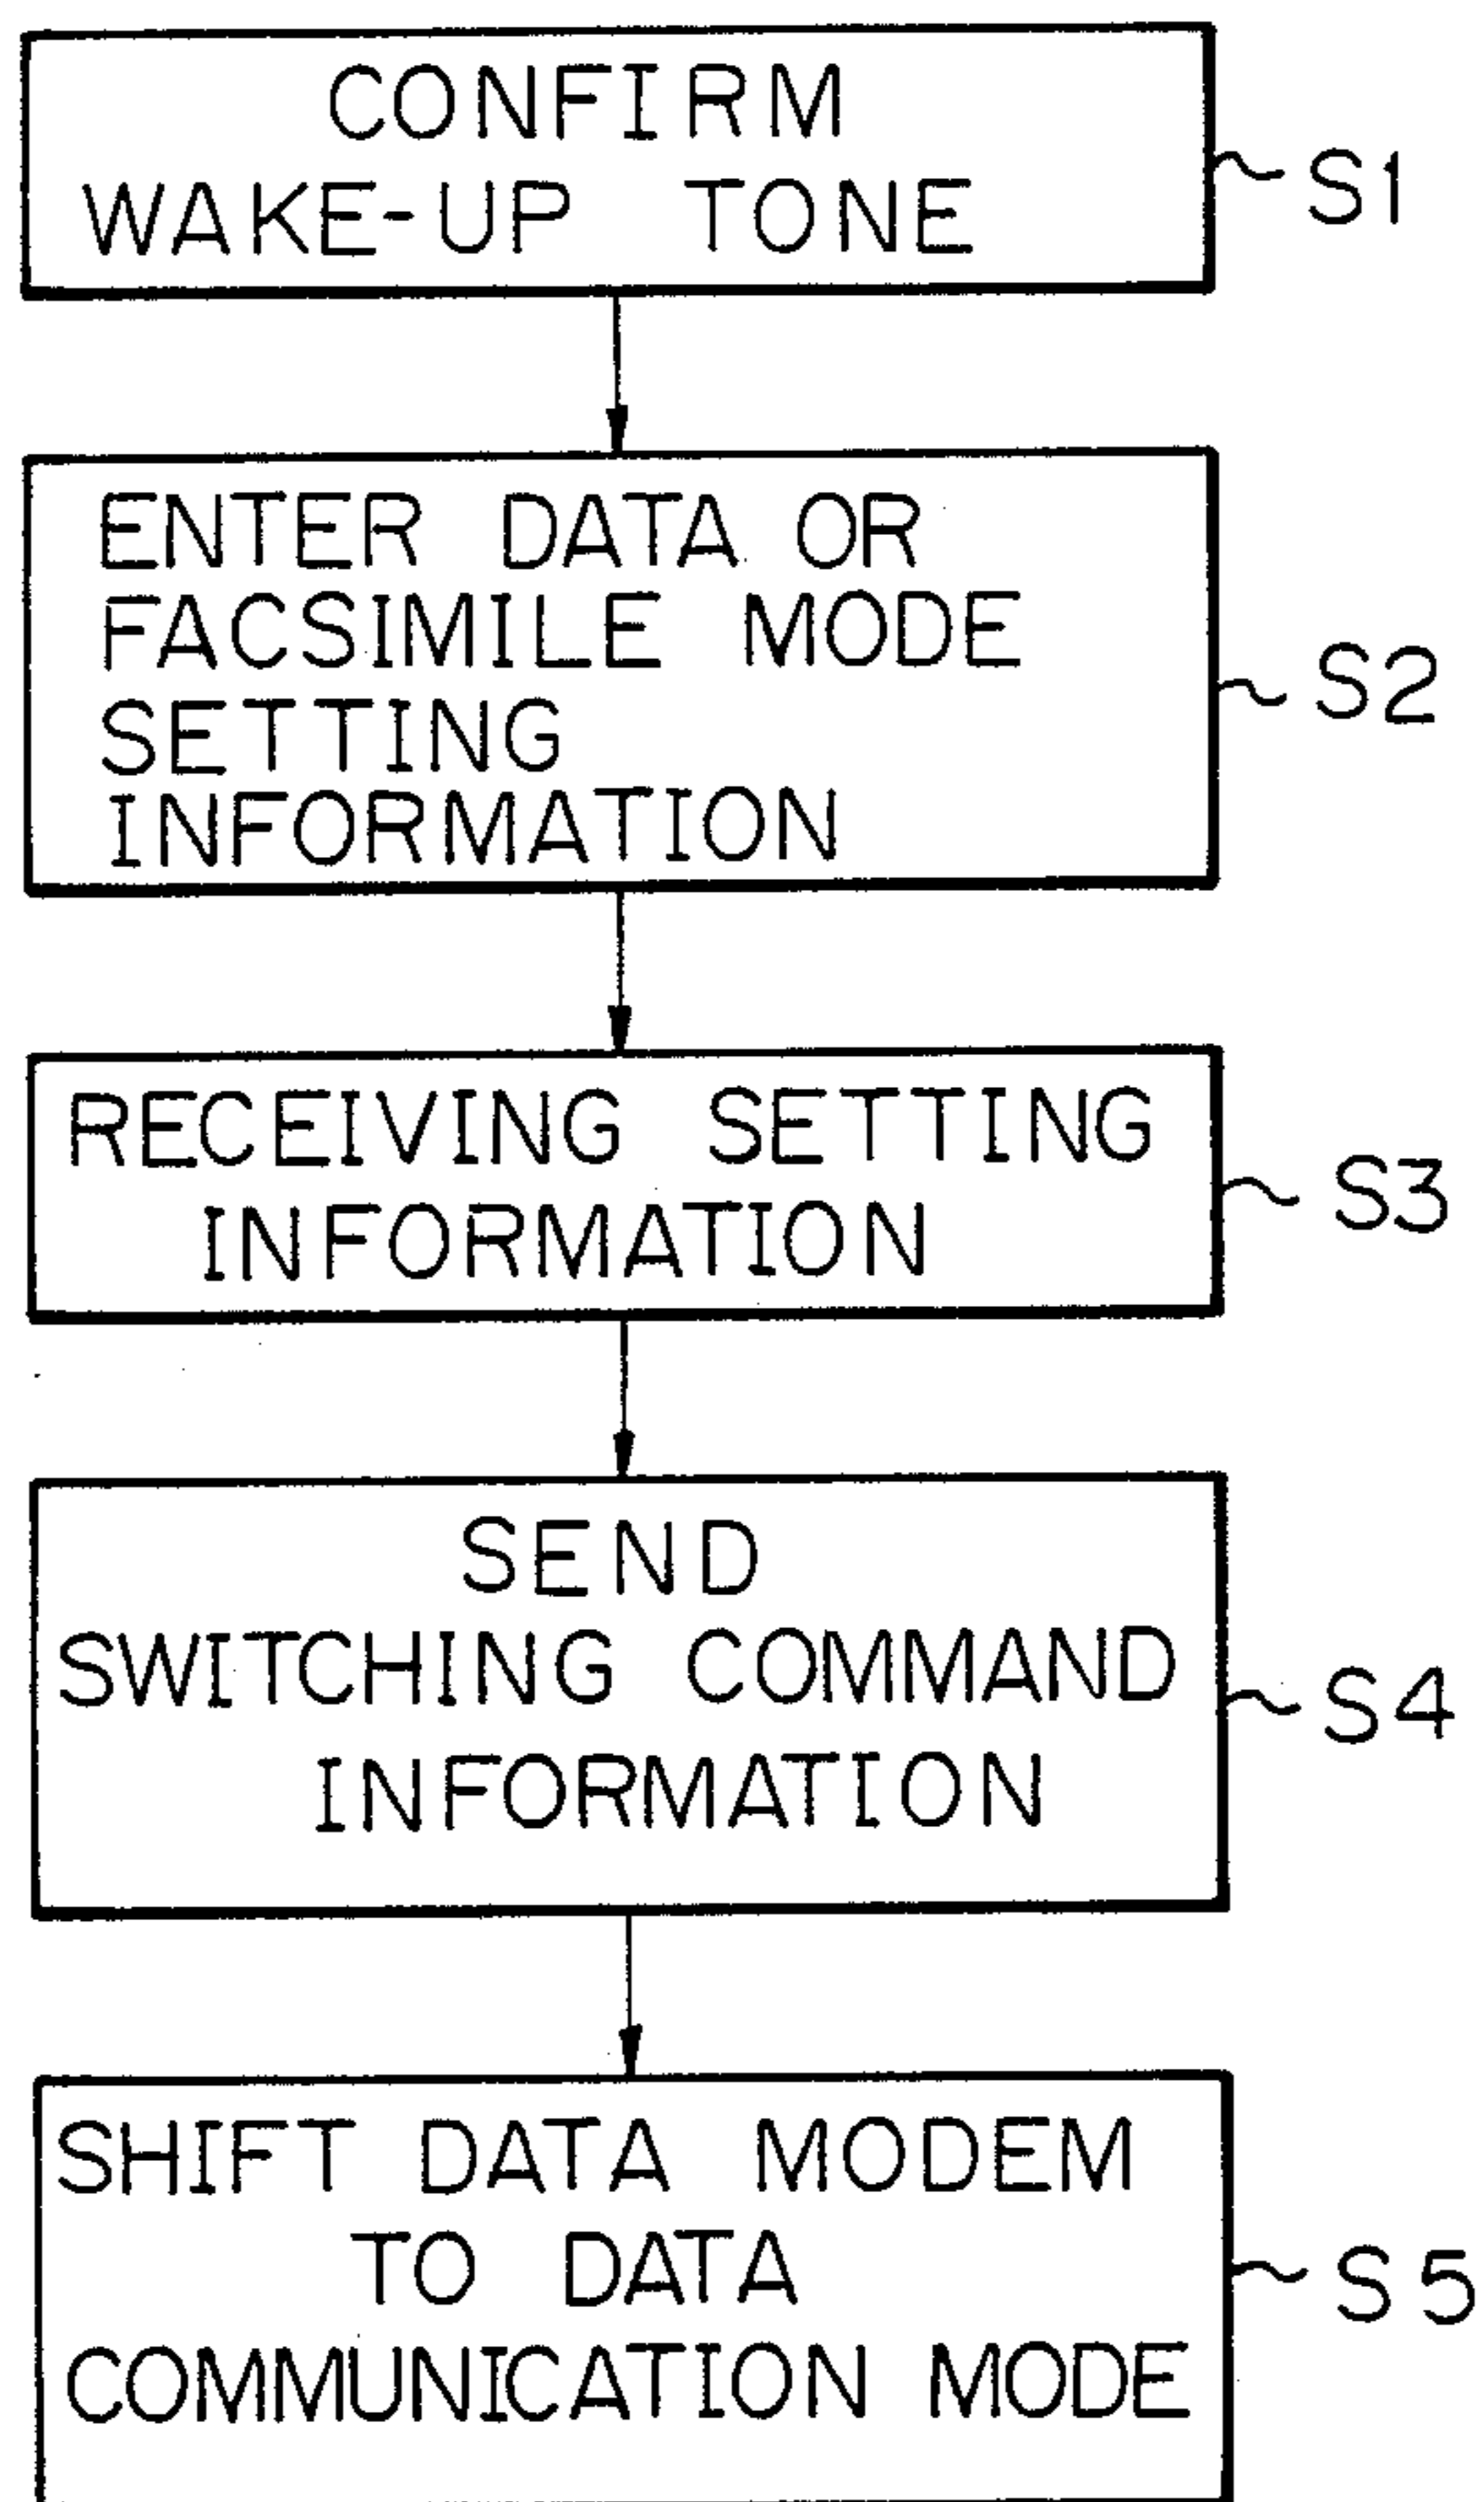 CONFIRM
WAKE-UP TONE
S1
ENTER DATA OR
FACSIMILE MODE
SETTING
INFORMATION
S2
RECEIVING SETTING
INFORMATION
S3
SEND
SWITCHING COMMAND
INFORMATION
S4
SHIFT DATA MODEM
TO DATA
COMMUNICATION MODE
S5